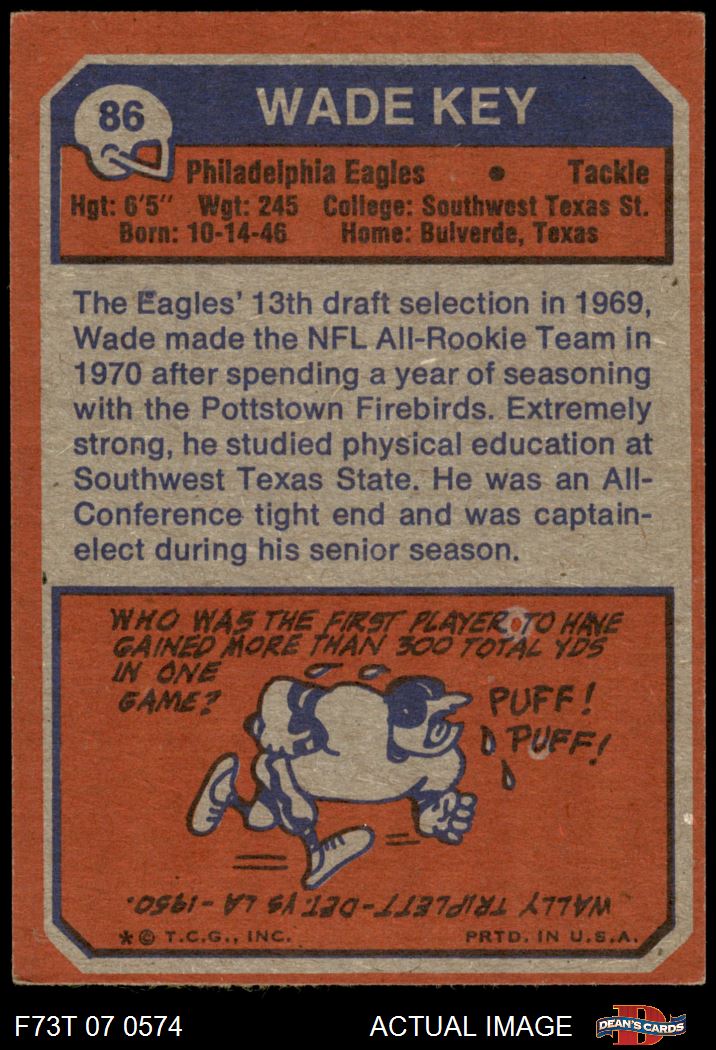 86
WADE KEY
Philadelphia Eagles • Tackle
Hgt: 6'5" Wgt: 245 College: Southwest Texas St.
Born: 10-14-46 Home: Bulverde, Texas
The Eagles' 13th draft selection in 1969,
Wade made the NFL All-Rookie Team in
1970 after spending a year of seasoning
with the Pottstown Firebirds. Extremely
strong, he studied physical education at
Southwest Texas State. He was an All-
Conference tight end and was captain-
elect during his senior season.
WHO WAS THE FIRST PLAYER TO HAVE
GAINED MORE THAN 300 TOTAL YDS
IN ONE
GAME?
PUFF!
PUFF!
WALLY TRIPLETT-DET. VS LA - 1950.
*© T.C.G., INC. PRTD. IN U.S.A.
F73T 07 0574 ACTUAL IMAGE DEAN'S CARDS